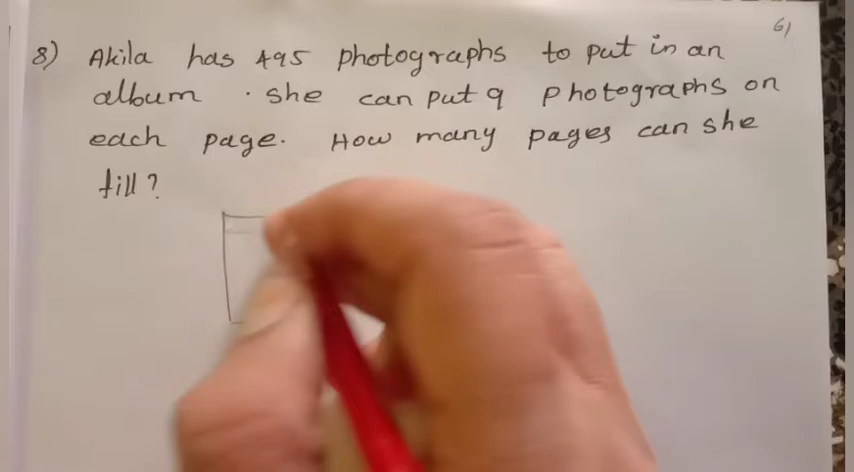 6)
8) Akila has 495 photographs to put in an
album. She can put 9 photographs on
each page. How many pages can she
fill?